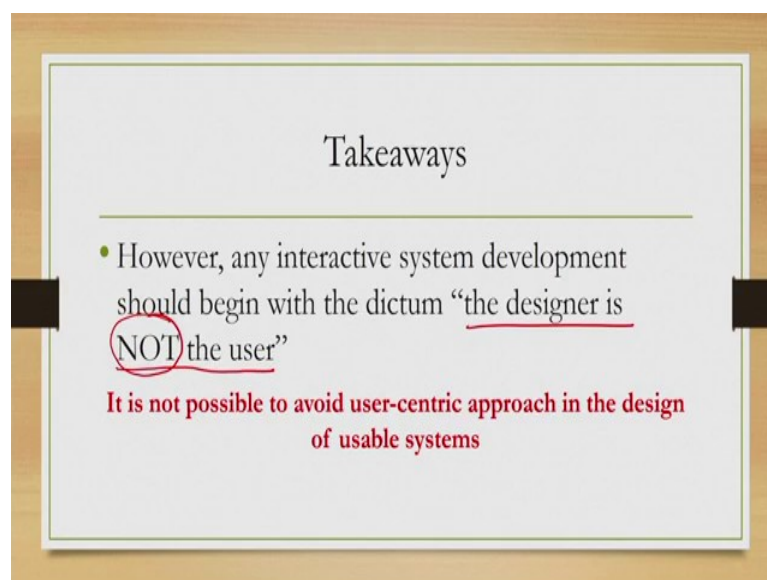 Takeaways
• However, any interactive system development
should begin with the dictum “the designer is
NOT the user”
It is not possible to avoid user-centric approach in the design
of usable systems